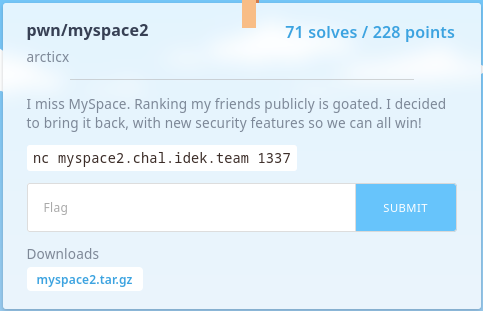 pwn/myspace2
71 solves / 228 points
arcticx
I miss MySpace. Ranking my friends publicly is goated. I decided
to bring it back, with new security features so we can all win!
nc myspace2.chal.idek.team 1337
Flag
SUBMIT
Downloads
myspace2.tar.gz